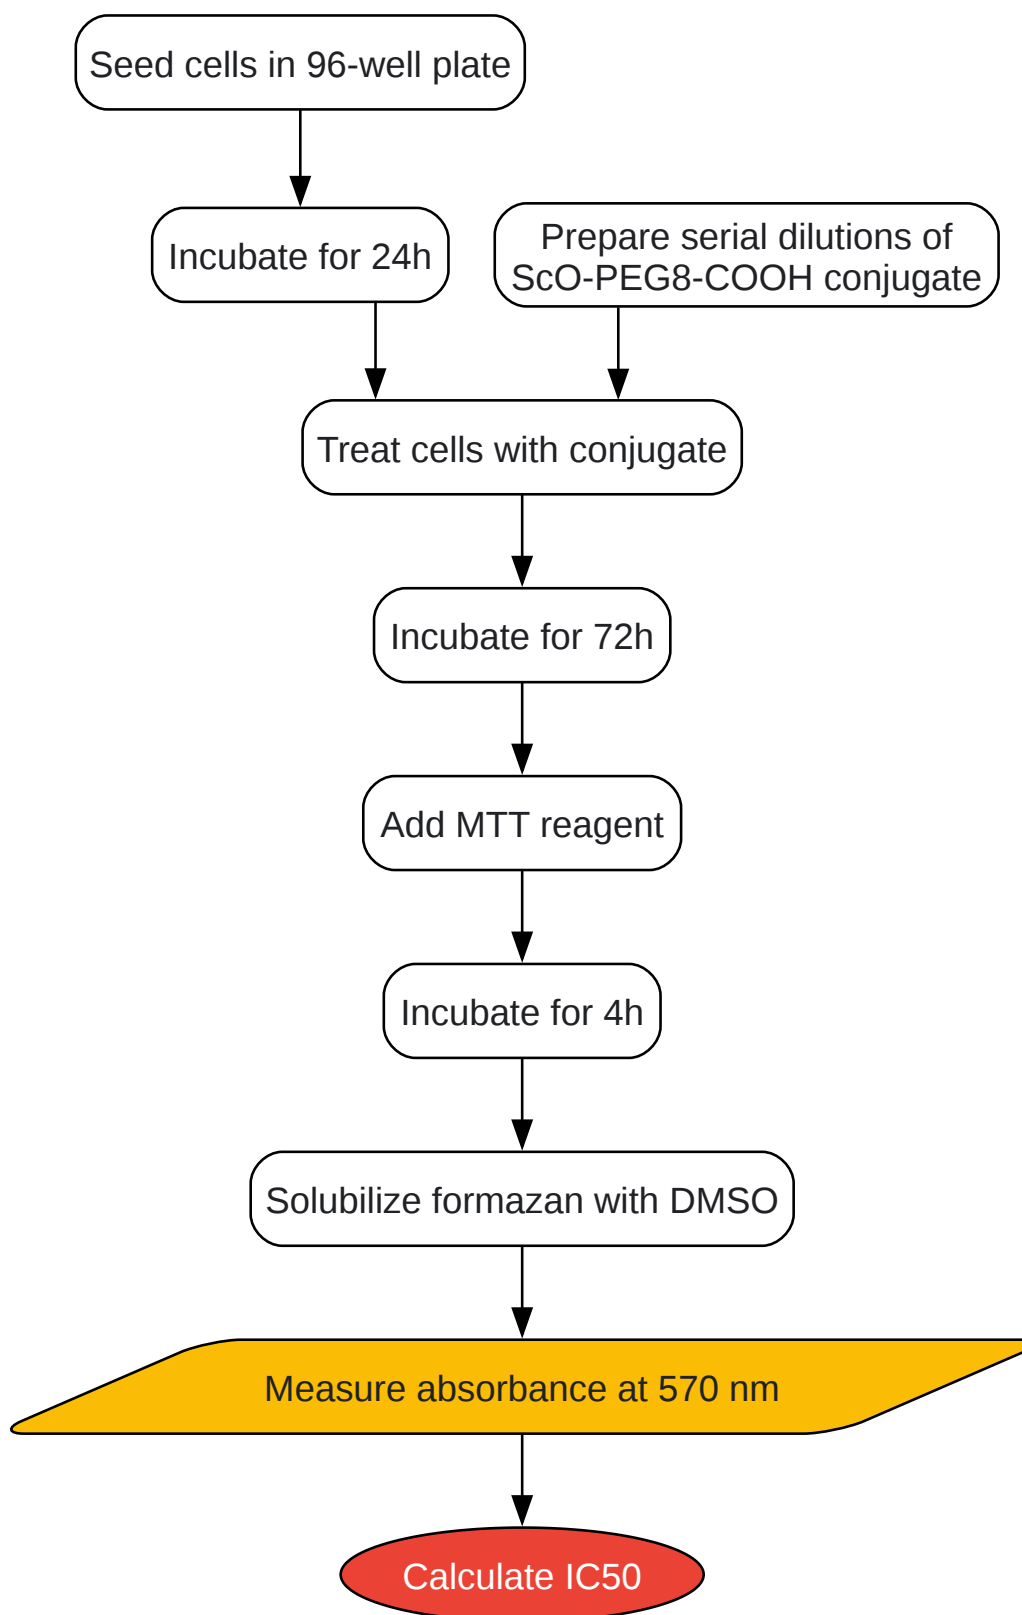 Seed cells in 96-well plate
Incubate for 24h
Prepare serial dilutions of
ScO-PEG8-COOH conjugate
Treat cells with conjugate
Incubate for 72h
Add MTT reagent
Incubate for 4h
Solubilize formazan with DMSO
Measure absorbance at 570 nm
Calculate IC50